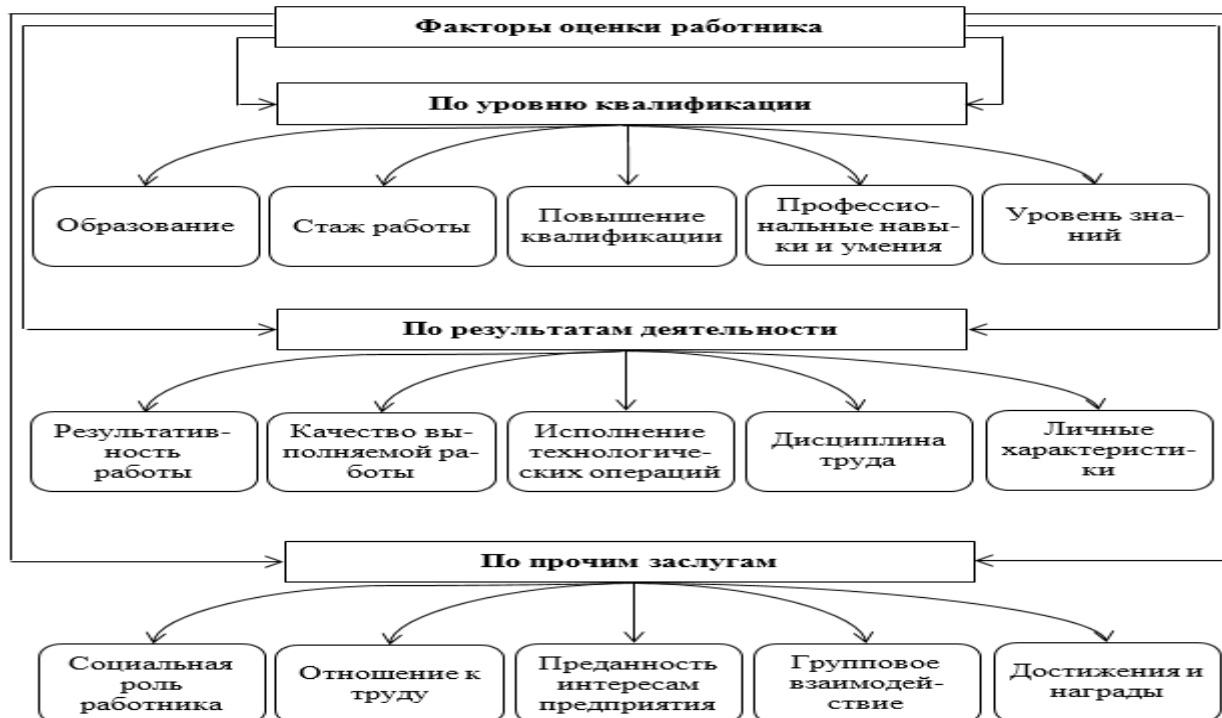 Факторы оценки работника
По уровню квалификации
Образование
Стаж работы
Повышение
квалификации
Профессио-
нальные навы-
ки и умения
Уровень зна-
ний
По результатам деятельности
Результатив-
ность
работы
Качество вы-
полняемой ра-
боты
Исполнение
технологиче-
ских операций
Дисциплина
труда
Личные
характеристи-
ки
По прочим заслугам
Социальная
роль
работника
Отношение к
труду
Преданность
интересам
предприятия
Групповое
взаимодей-
ствие
Достижения и
награды